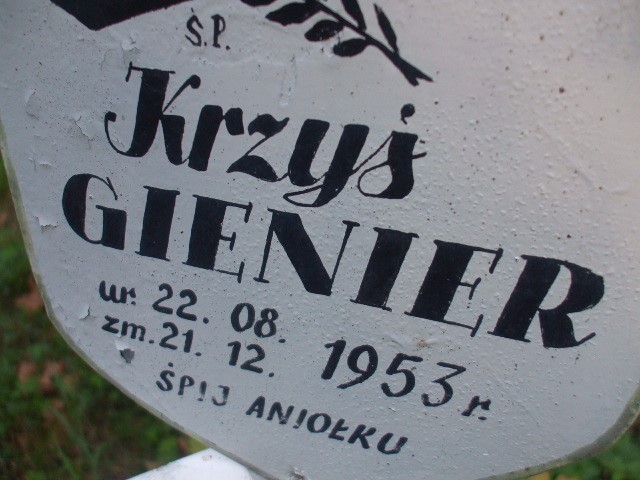 Ś.P.
Krzyś
GIENIER
ur. 22. 08.
zm. 21. 12. 1953 r.
ŚPIJ ANIOŁKU